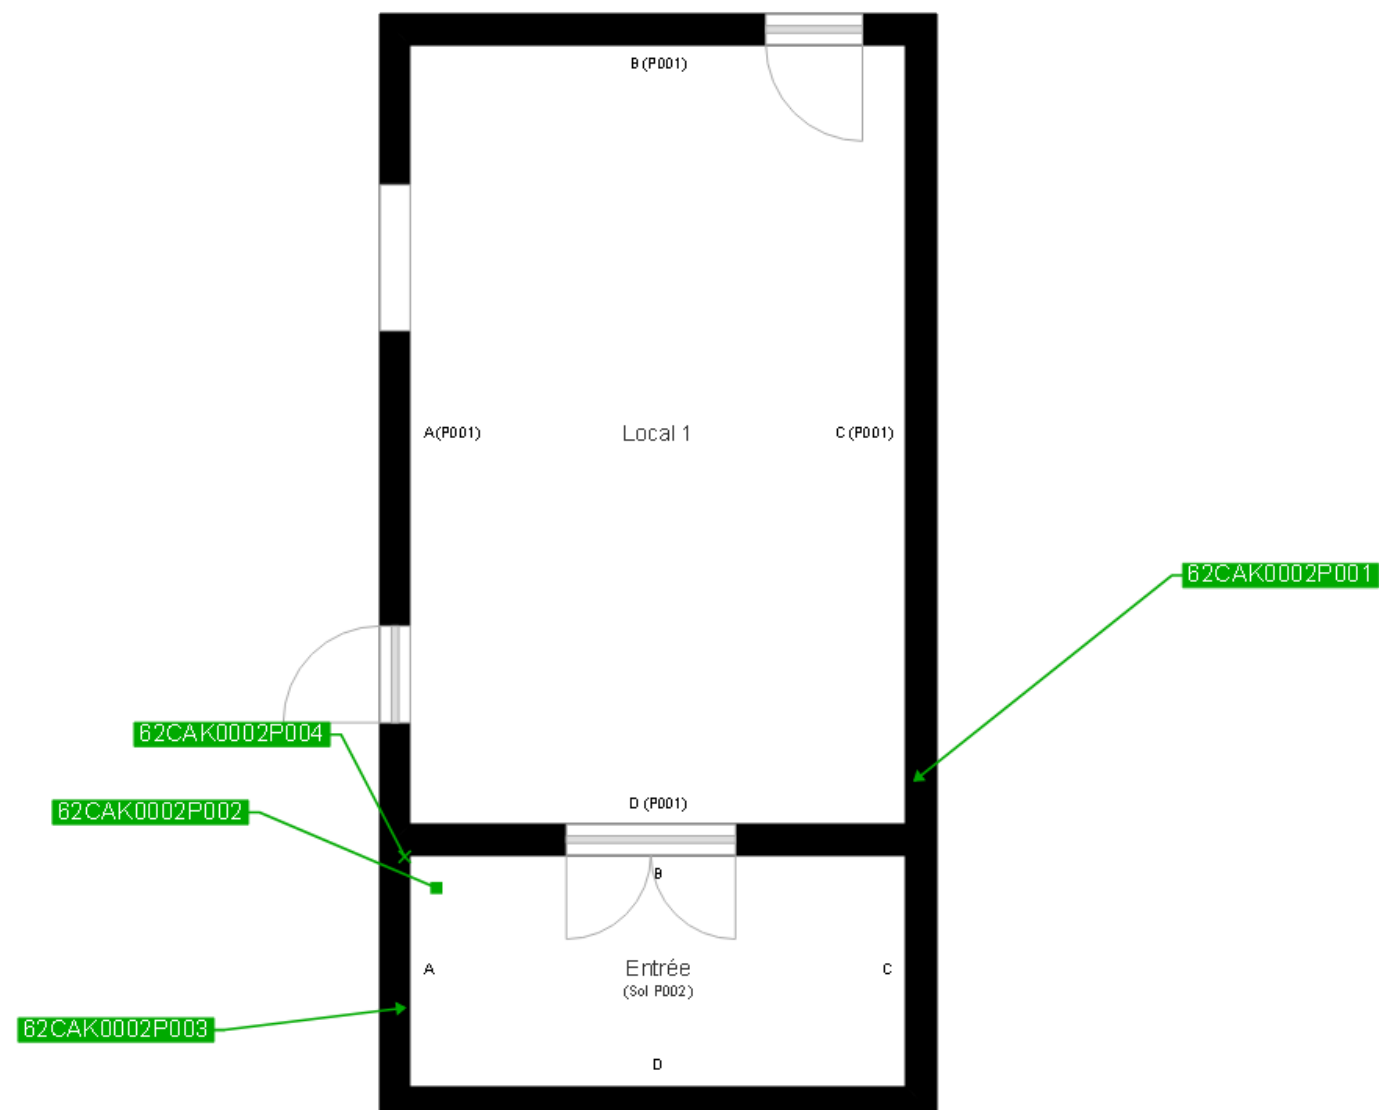 B (P001)
A(P001)
Local 1
C (P001)
62CAK0002P001
62CAK0002P004
D (P001)
62CAK0002P002
B
A
Entrée
C
(Sol P002)
62CAK0002P003
D